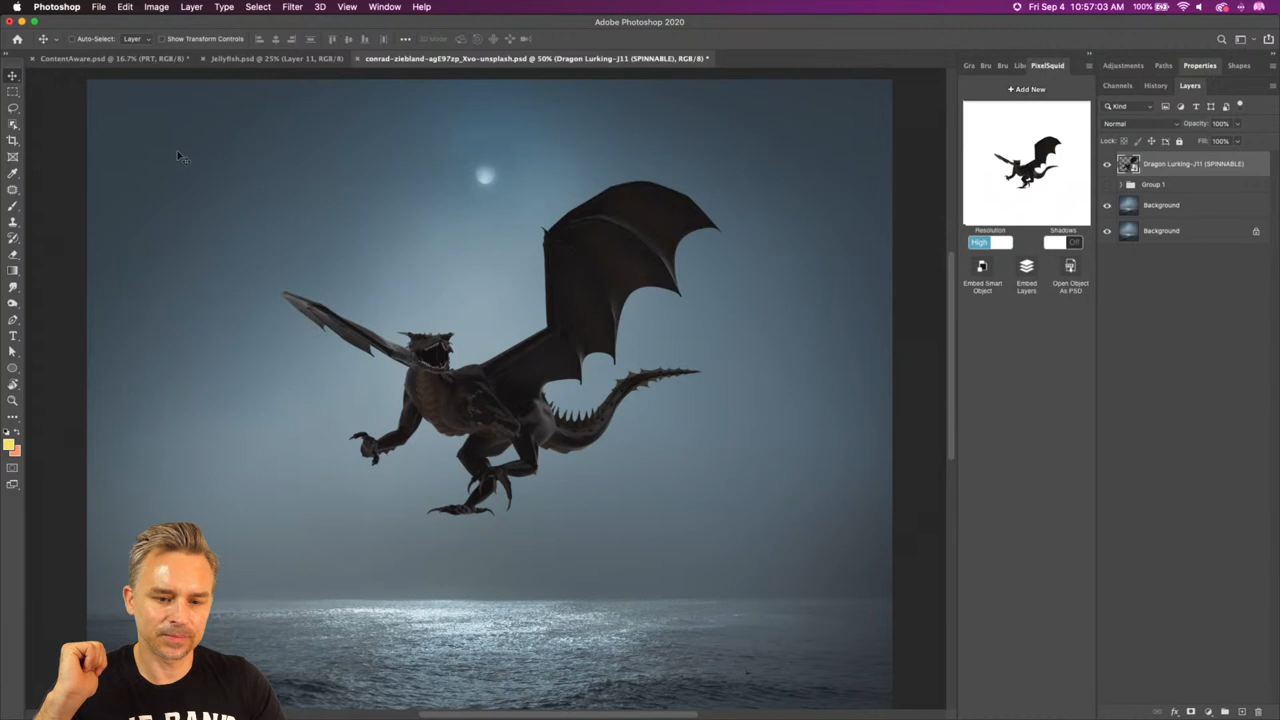 Photoshop File Edit Image Layer Type Select Filter 3D View Window Help
Fri Sep 4 10:57:03 AM 100%
Adobe Photoshop 2020
Auto-Select: Layer Show Transform Controls 3D Mode
ContentAware.psd @ 16.7% (PRT, RGB/8) * Jellyfish.psd @ 25% (Layer 11, RGB/8) conrad-ziebland-agE97zp_Xvo-unsplash.psd @ 50% (Dragon Lurking-J11 (SPINNABLE), RGB/8) *
Gra Bru Bru Lib PixelSquid
+ Add New
Resolution Shadows
High Off
Embed Smart Object
Embed Layers
Open Object As PSD
Adjustments Paths Properties Shapes
Channels History Layers
Kind
Normal Opacity: 100%
Lock: Fill: 100%
Dragon Lurking-J11 (SPINNABLE)
Group 1
Background
Background